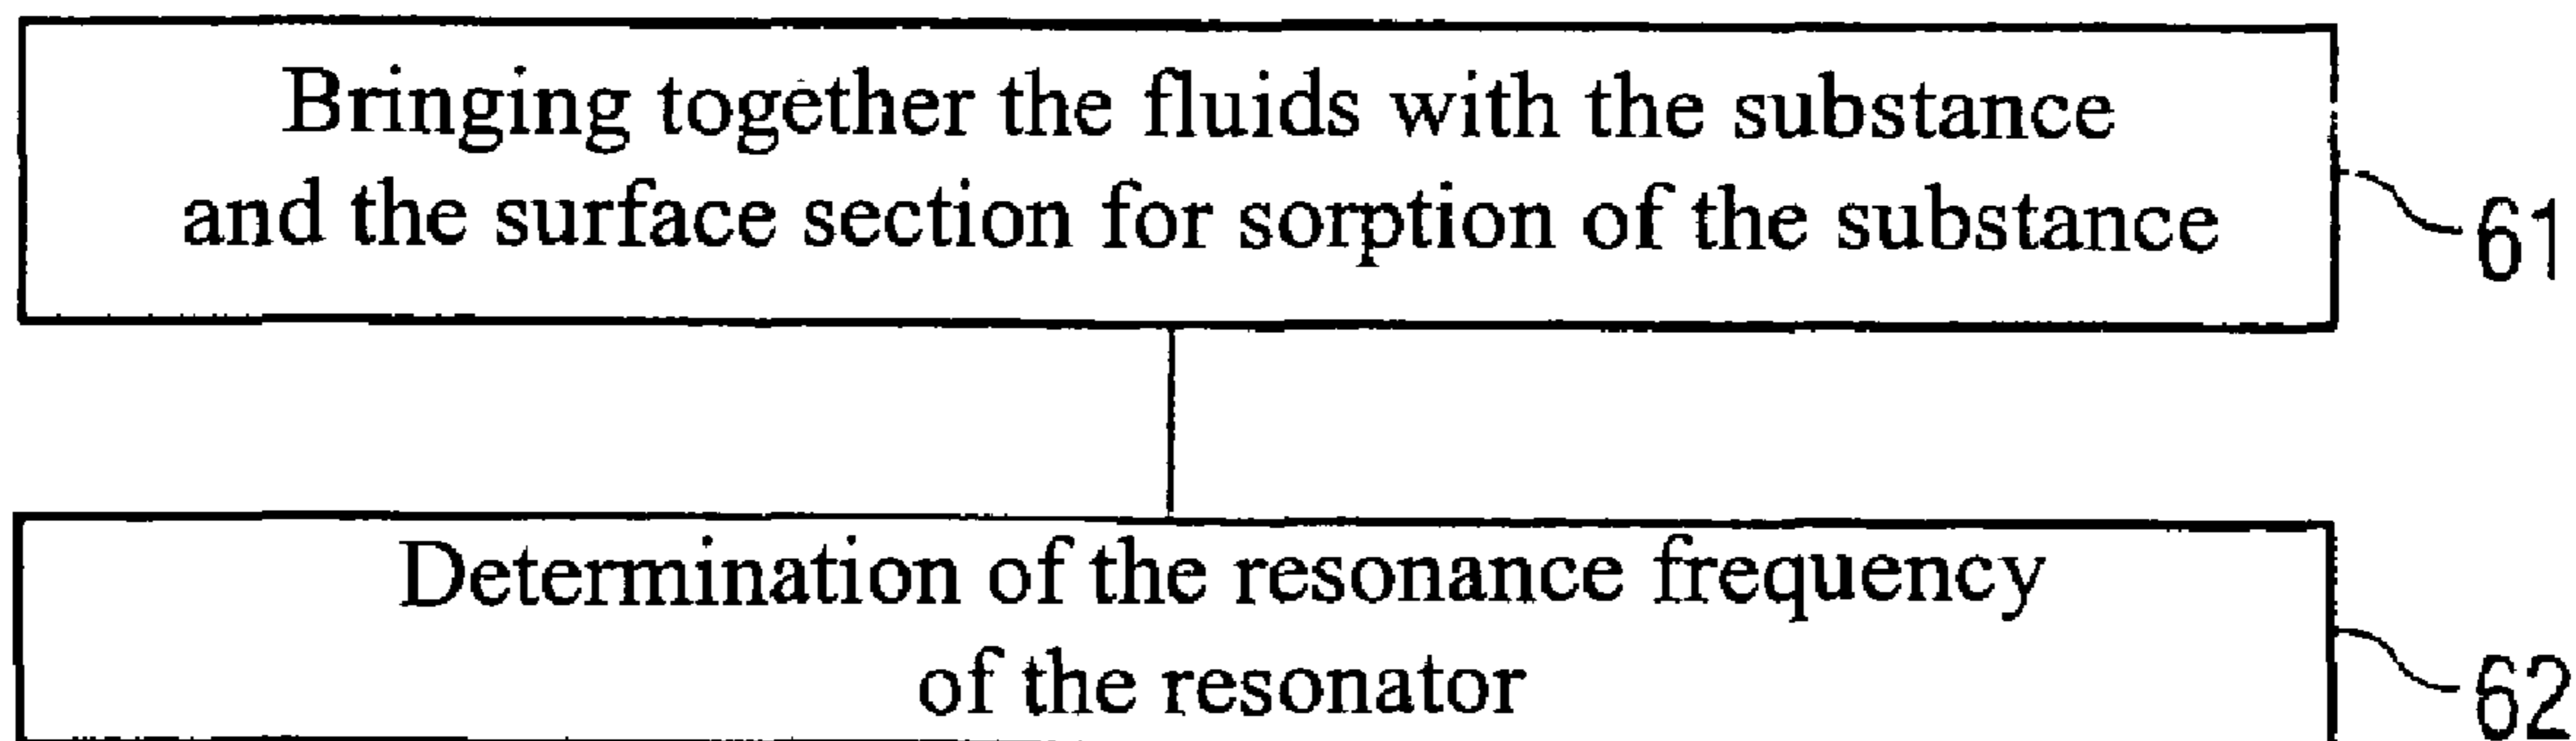 Bringing together the fluids with the substance
and the surface section for sorption of the substance
61
Determination of the resonance frequency
of the resonator
62